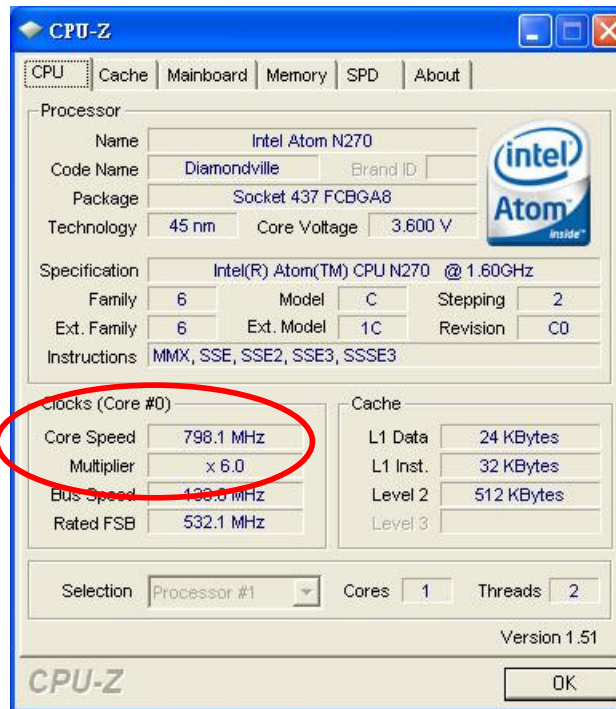 CPU-Z
CPU Cache Mainboard Memory SPD About
Processor
Name Intel Atom N270
Code Name Diamondville Brand ID
Package Socket 437 FCBGA8
Technology 45 nm Core Voltage 3.600 V
intel
Atom
inside™
Specification Intel(R) Atom(TM) CPU N270 @ 1.60GHz
Family 6 Model C Stepping 2
Ext. Family 6 Ext. Model 1C Revision C0
Instructions MMX, SSE, SSE2, SSE3, SSSE3
Clocks (Core #0) Cache
Core Speed 798.1 MHz L1 Data 24 KBytes
Multiplier x 6.0 L1 Inst. 32 KBytes
Bus Speed 133.0 MHz Level 2 512 KBytes
Rated FSB 532.1 MHz Level 3
Selection Processor #1 Cores 1 Threads 2
Version 1.51
CPU-Z OK